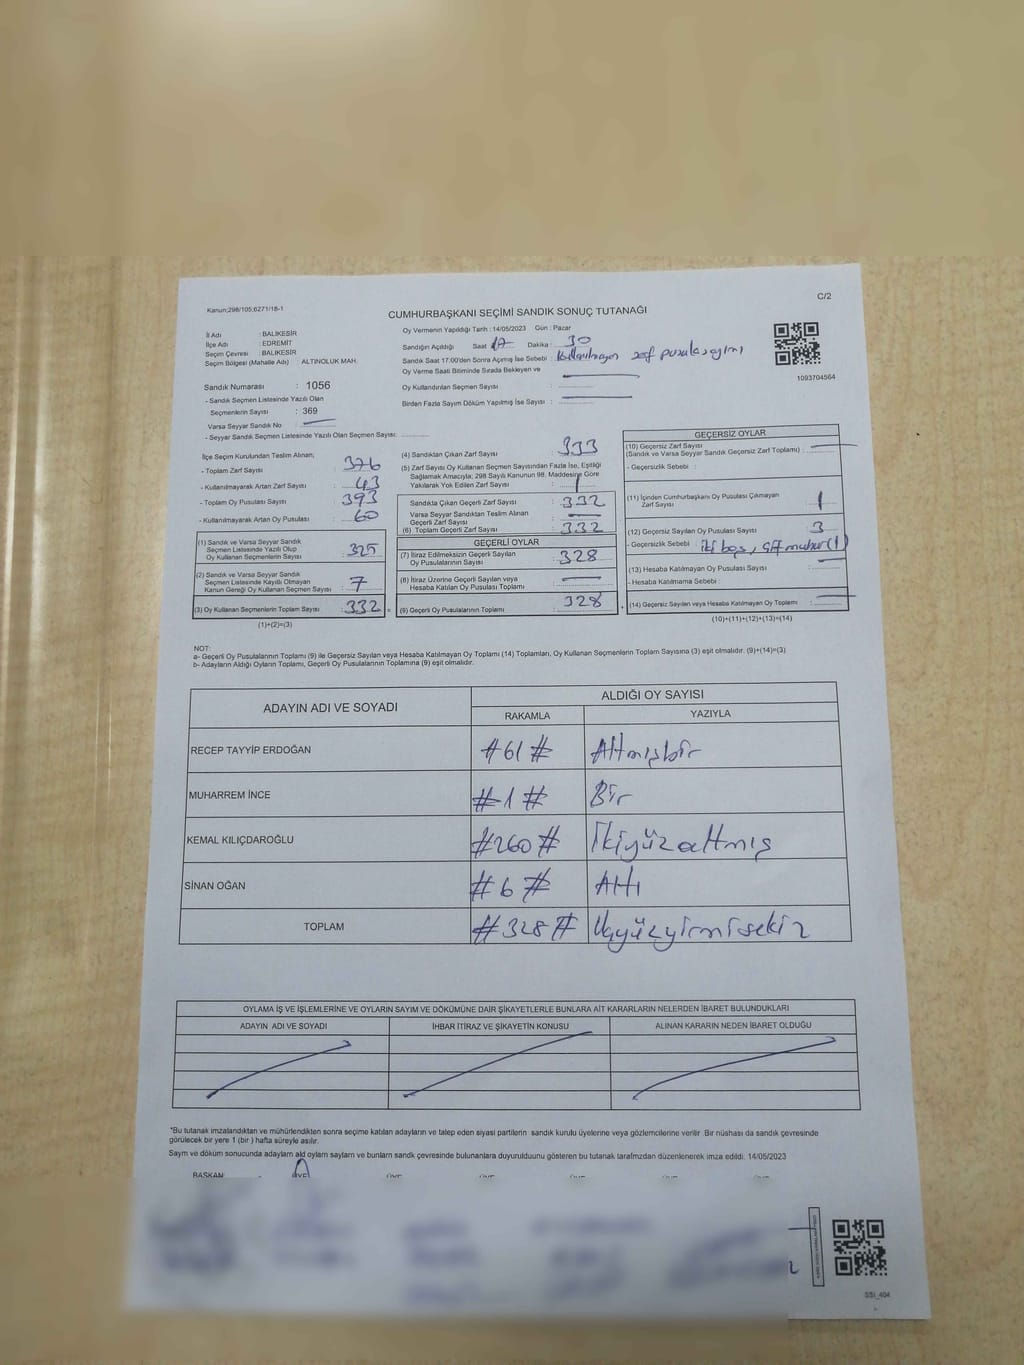 Kanun;298/105;6271/18-1
C/2
CUMHURBAŞKANI SEÇİMİ SANDIK SONUÇ TUTANAĞI
İl Adı : BALIKESİR
İlçe Adı : EDREMİT
Seçim Çevresi : BALIKESİR
Seçim Bölgesi (Mahalle Adı) : ALTINOLUK MAH.
Sandık Numarası : 1056
- Sandık Seçmen Listesinde Yazılı Olan
Seçmenlerin Sayısı : 369
Varsa Seyyar Sandık No :
- Seyyar Sandık Seçmen Listesinde Yazılı Olan Seçmen Sayısı:
Oy Vermenin Yapıldığı Tarih : 14/05/2023 Gün : Pazar
Sandığın Açıldığı Saat : 17 Dakika : 30
Sandık Saat 17:00'den Sonra Açımış İse Sebebi : Kullanılmayan zarf pusula sayımı
Oy Verme Saati Bitiminde Sırada Bekleyen ve
Oy Kullandırılan Seçmen Sayısı :
Birden Fazla Sayım Döküm Yapılmış İse Sayısı :
1093704564
İlçe Seçim Kurulundan Teslim Alınan;
- Toplam Zarf Sayısı : 376
- Kullanılmayarak Artan Zarf Sayısı : 43
- Toplam Oy Pusulası Sayısı : 393
- Kullanılmayarak Artan Oy Pusulası : 60
(1) Sandık ve Varsa Seyyar Sandık
Seçmen Listesinde Yazılı Olup
Oy Kullanan Seçmenlerin Sayısı : 325
(2) Sandık ve Varsa Seyyar Sandık
Seçmen Listesinde Kayıtlı Olmayan
Kanun Gereği Oy Kullanan Seçmen Sayısı : 7
(3) Oy Kullanan Seçmenlerin Toplam Sayısı : 332
(1)+(2)=(3)
(4) Sandıktan Çıkan Zarf Sayısı : 333
(5) Zarf Sayısı Oy Kullanan Seçmen Sayısından Fazla İse, Eşitliği
Sağlamak Amacıyla; 298 Sayılı Kanunun 98. Maddesine Göre
Yakılarak Yok Edilen Zarf Sayısı : 1
Sandıkta Çıkan Geçerli Zarf Sayısı : 332
Varsa Seyyar Sandıktan Teslim Alınan
Geçerli Zarf Sayısı :
(6) Toplam Geçerli Zarf Sayısı : 332
GEÇERLİ OYLAR
(7) İtiraz Edilmeksizin Geçerli Sayılan
Oy Pusulasının Sayısı : 328
(8) İtiraz Üzerine Geçerli Sayılan veya
Hesaba Katılan Oy Pusulası Toplamı :
(9) Geçerli Oy Pusulalarının Toplamı : 328
GEÇERSİZ OYLAR
(10) Geçersiz Zarf Sayısı
(Sandık ve Varsa Seyyar Sandık Geçersiz Zarf Toplamı) :
- Geçersizlik Sebebi :
(11) İçinden Cumhurbaşkanı Oy Pusulası Çıkmayan
Zarf Sayısı : 1
(12) Geçersiz Sayılan Oy Pusulası Sayısı : 3
- Geçersizlik Sebebi : iki boş, çift mühür (1)
(13) Hesaba Katılmayan Oy Pusulası Sayısı :
- Hesaba Katılmama Sebebi :
(14) Geçersiz Sayılan veya Hesaba Katılmayan Oy Toplamı :
(10)+(11)+(12)+(13)=(14)
NOT:
a- Geçerli Oy Pusulalarının Toplamı (9) ile Geçersiz Sayılan veya Hesaba Katılmayan Oy Toplamı (14) Toplamları, Oy Kullanan Seçmenlerin Toplam Sayısına (3) eşit olmalıdır. (9)+(14)=(3)
b- Adayların Aldığı Oyların Toplamı, Geçerli Oy Pusulalarının Toplamına (9) eşit olmalıdır.
ADAYIN ADI VE SOYADI
ALDIĞI OY SAYISI
RAKAMLA YAZIYLA
RECEP TAYYİP ERDOĞAN #61# Altmışbir
MUHARREM İNCE #1# Bir
KEMAL KILIÇDAROĞLU #260# İkiyüzaltmış
SİNAN OĞAN #6# Altı
TOPLAM #328# Üçyüzyirmisekiz
OYLAMA İŞ VE İŞLEMLERİNE VE OYLARIN SAYIM VE DÖKÜMÜNE DAİR ŞİKAYETLERLE BUNLARA AİT KARARLARIN NELERDEN İBARET BULUNDUKLARI
ADAYIN ADI VE SOYADI İHBAR İTİRAZ VE ŞİKAYETİN KONUSU ALINAN KARARIN NEDEN İBARET OLDUĞU
*Bu tutanak imzalandıktan ve mühürlendikten sonra seçime katılan adayların ve talep eden siyasi partilerin sandık kurulu üyelerine veya gözlemcilerine verilir. Bir nüshası da sandık çevresinde
görülecek bir yere 1 (bir ) hafta süreyle asılır.
Sayım ve döküm sonucunda adayların ald oyların sayıları ve bunların sandk çevresinde bulunanlara duyurulduunu gösteren bu tutanak tarafmzdan düzenlenerek imza edildi. 14/05/2023
BAŞKAN ÜYE ÜYE ÜYE ÜYE ÜYE
SSİ_404